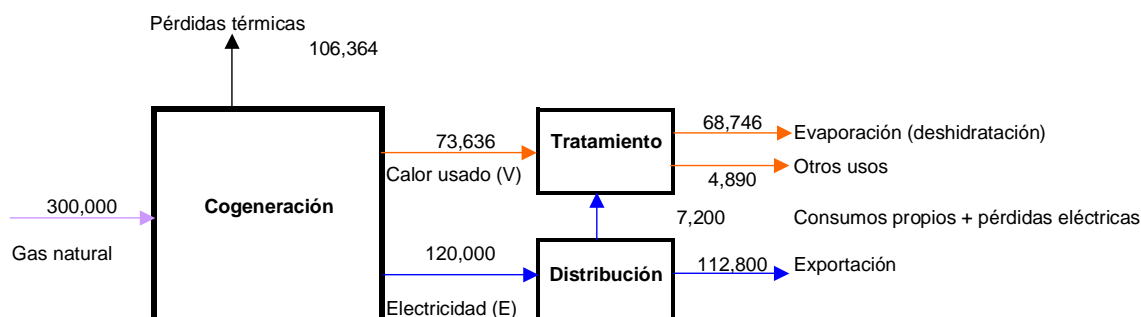 Pérdidas térmicas
106,364
68,746
Evaporación (deshidratación)
73,636
Tratamiento
Calor usado (V)
Otros usos
4,890
300,000
Cogeneración
7,200
Consumos propios + pérdidas eléctricas
Gas natural
120,000
Distribución
112,800
Exportación
Electricidad (E)